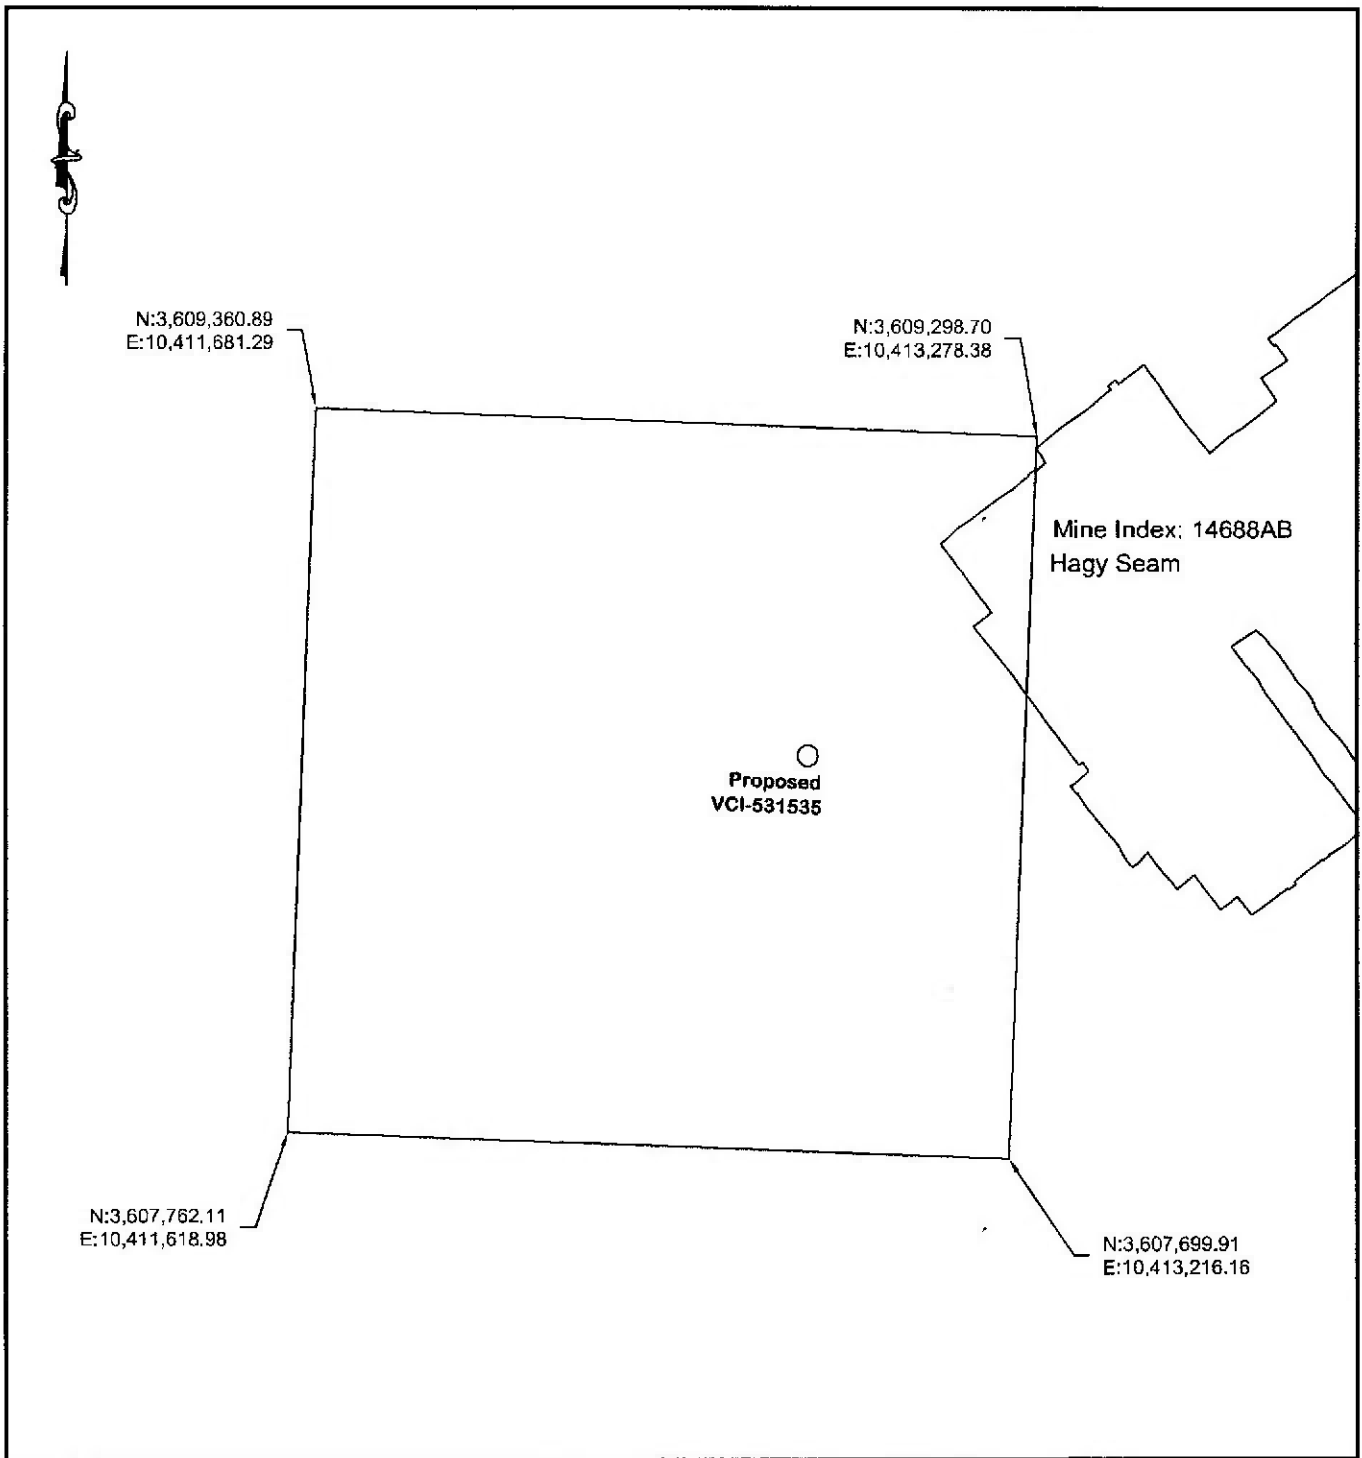 N:3,609,360.89
E:10,411,681.29
N:3,609,298.70
E:10,413,278.38
Mine Index: 14688AB
Hagy Seam
Proposed
VCI-531535
N:3,607,762.11
E:10,411,618.98
N:3,607,699.91
E:10,413,216.16